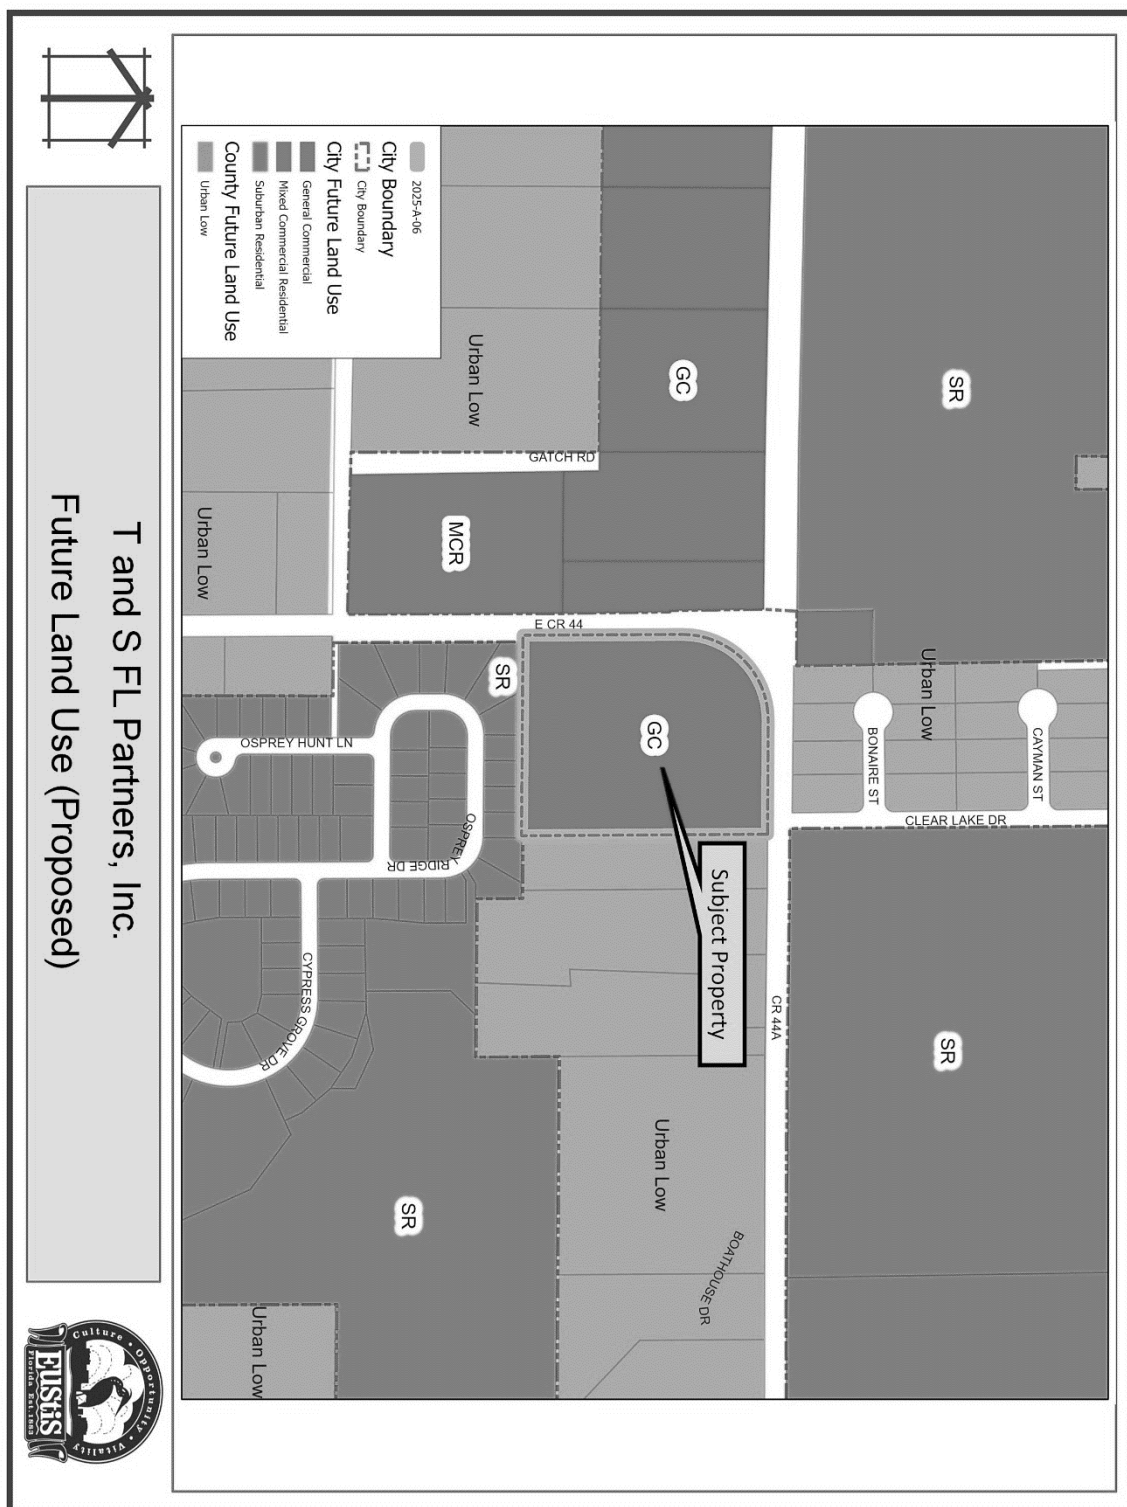 SR
GC
Urban Low
GATCH RD
MCR
Urban Low
E CR 44
SR
GC
Urban Low
BONAIRE ST
CAYMAN ST
CLEAR LAKE DR
OSPREY HUNT LN
OSPREY RIDGE DR
CYPRESS GROVE DR
Subject Property
CR 44A
SR
Urban Low
BOATHOUSE DR
SR
Urban Low
2025-A-06
City Boundary
City Boundary
City Future Land Use
General Commercial
Mixed Commercial Residential
Suburban Residential
County Future Land Use
Urban Low
T and S FL Partners, Inc.
Future Land Use (Proposed)
Culture • Opportunity • Vitality
EUSTIS
Florida Est.1883